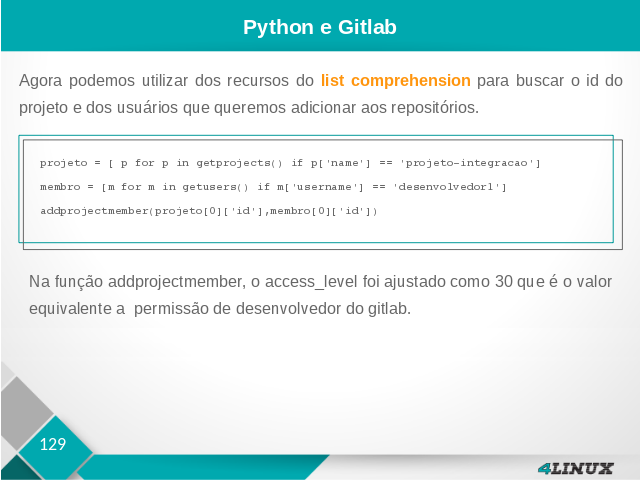 Python e Gitlab
Agora podemos utilizar dos recursos do list comprehension para buscar o id do
projeto e dos usuários que queremos adicionar aos repositórios.
projeto = [ p for p in getprojects() if p['name'] == 'projeto-integracao']
membro = [m for m in getusers() if m['username'] == 'desenvolvedor1']
addprojectmember(projeto[0]['id'],membro[0]['id'])
Na função addprojectmember, o access_level foi ajustado como 30 que é o valor
equivalente a  permissão de desenvolvedor do gitlab.
129
4LINUX